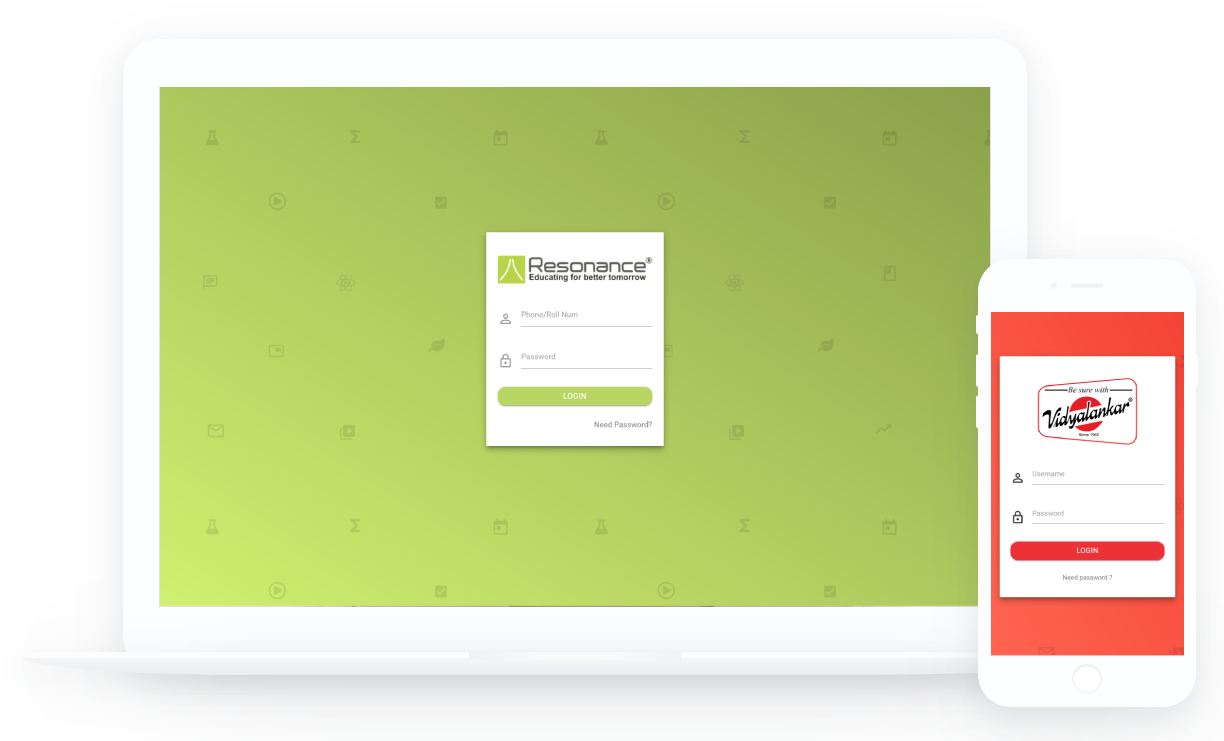 Resonance®
Educating for better tomorrow
Phone/Roll Num
Password
LOGIN
Need Password?
Be sure with
Vidyalankar®
Since 1960
Username
Password
LOGIN
Need password ?